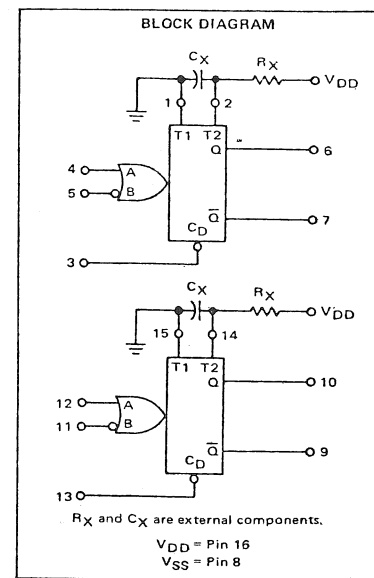 BLOCK DIAGRAM
CX
RX
VDD
1
2
T1 T2
4
A
Q
6
5
B
Q̅
7
CD
3
CX
RX
VDD
15
14
T1 T2
12
A
Q
10
11
B
Q̅
9
CD
13
RX and CX are external components.
VDD = Pin 16
VSS = Pin 8